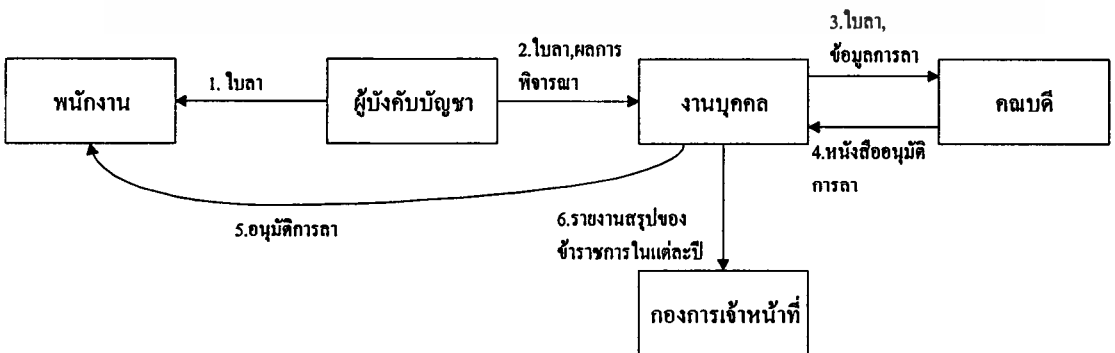 3.ใบลา,
ข้อมูลการลา
2.ใบลา,ผลการ
พิจารณา
1. ใบลา
พนักงาน
ผู้บังคับบัญชา
งานบุคคล
คณบดี
4.หนังสืออนุมัติ
การลา
5.อนุมัติการลา
6.รายงานสรุปของ
ข้าราชการในแต่ละปี
กองการเจ้าหน้าที่